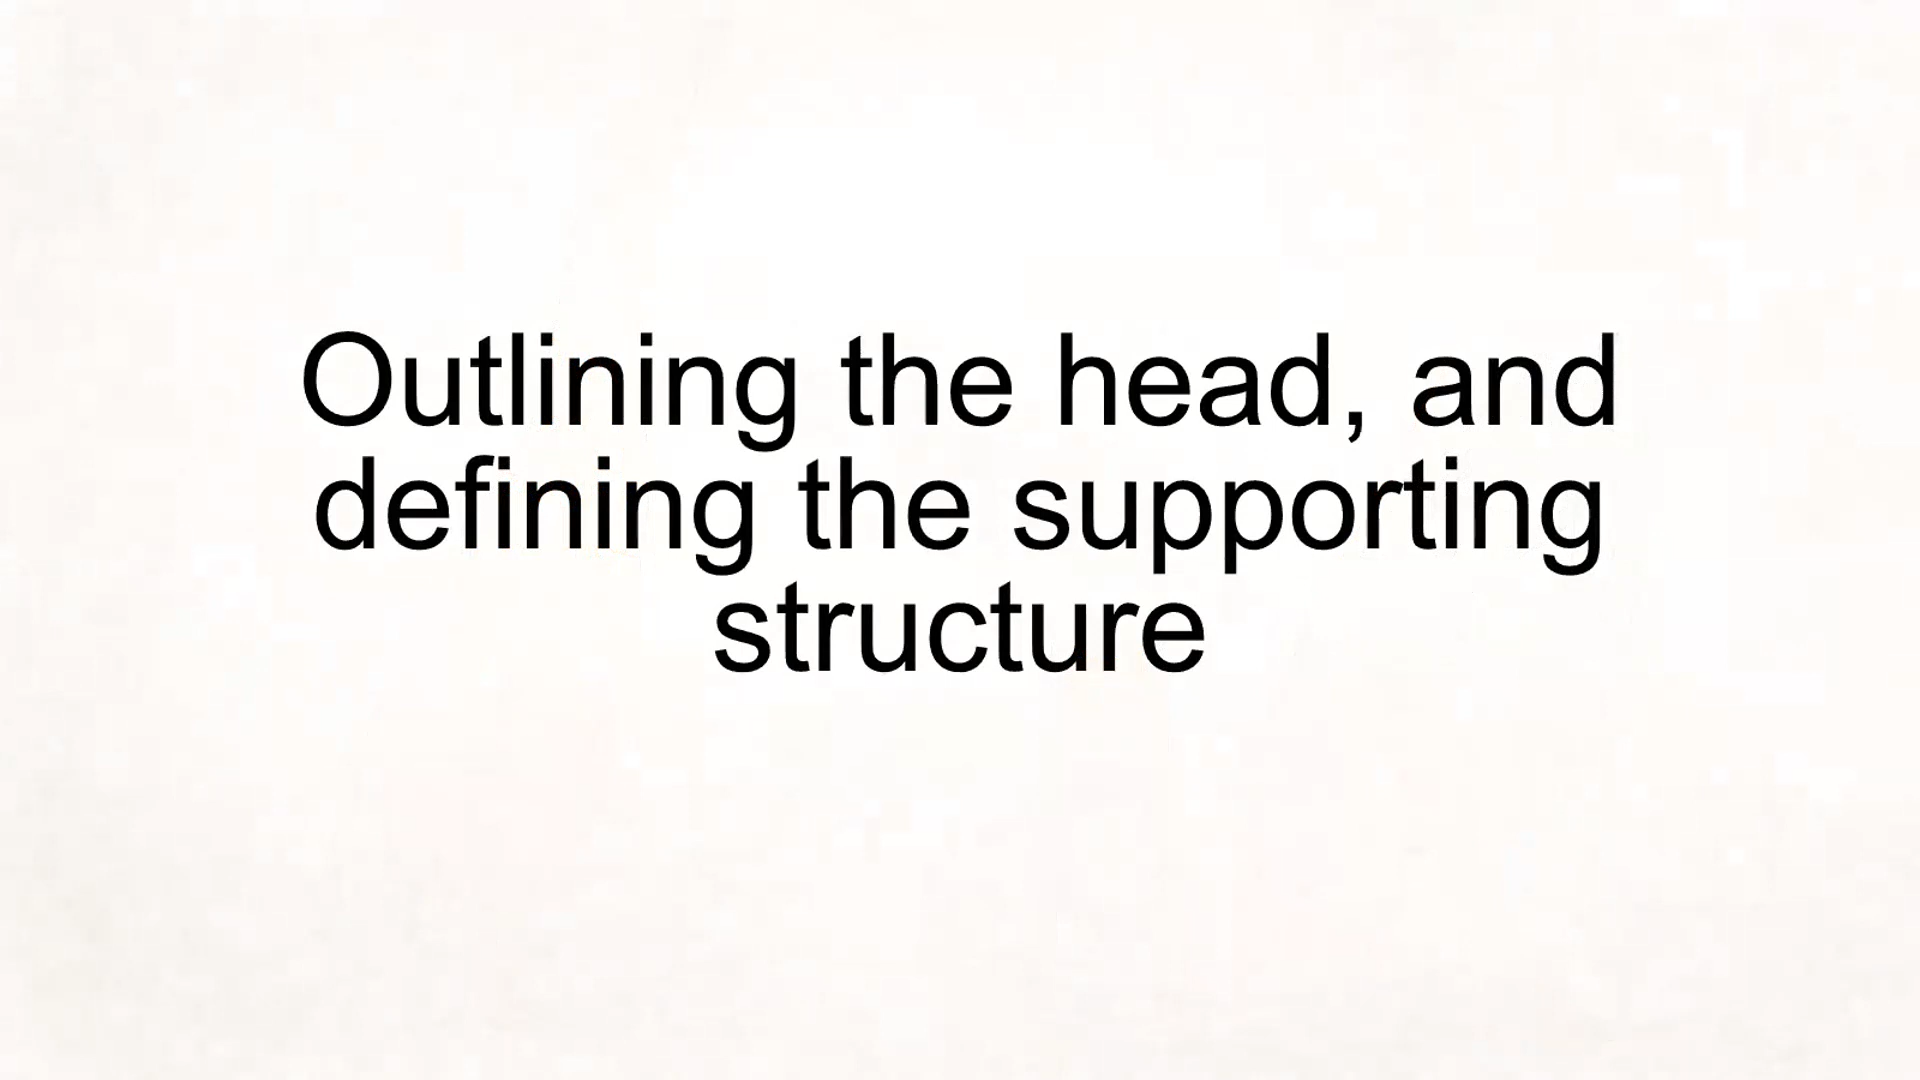 Outlining the head, and
defining the supporting
structure